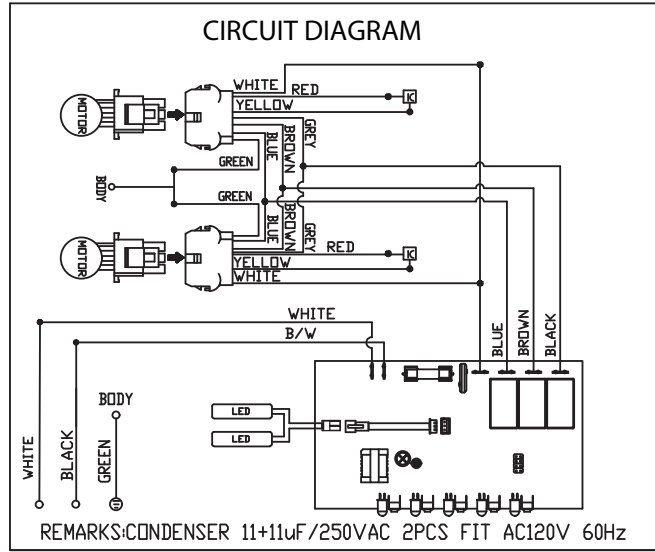 CIRCUIT DIAGRAM
WHITE
RED
YELLOW
GREY
BROWN
BLUE
GREEN
MOTOR
BODY
GREEN
BLUE
BROWN
GREY
RED
YELLOW
WHITE
MOTOR
K
K
WHITE
B/W
BLUE
BROWN
BLACK
BODY
LED
LED
WHITE
BLACK
GREEN
REMARKS:CONDENSER 11+11uF/250VAC 2PCS FIT AC120V 60Hz